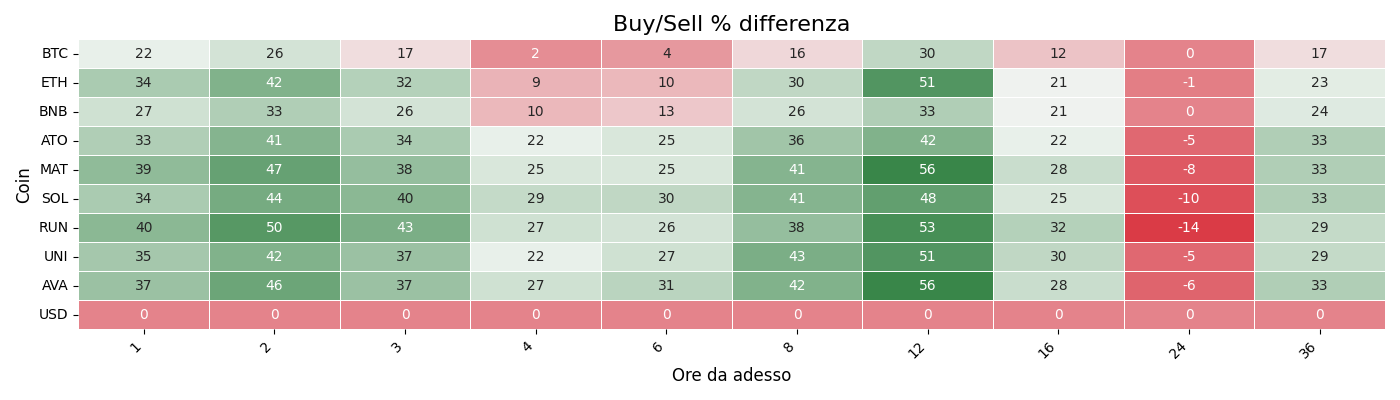 Buy/Sell % differenza
Coin
BTC 22 26 17 2 4 16 30 12 0 17
ETH 34 42 32 9 10 30 51 21 -1 23
BNB 27 33 26 10 13 26 33 21 0 24
ATO 33 41 34 22 25 36 42 22 -5 33
MAT 39 47 38 25 25 41 56 28 -8 33
SOL 34 44 40 29 30 41 48 25 -10 33
RUN 40 50 43 27 26 38 53 32 -14 29
UNI 35 42 37 22 27 43 51 30 -5 29
AVA 37 46 37 27 31 42 56 28 -6 33
USD 0 0 0 0 0 0 0 0 0 0
1 2 3 4 6 8 12 16 24 36
Ore da adesso